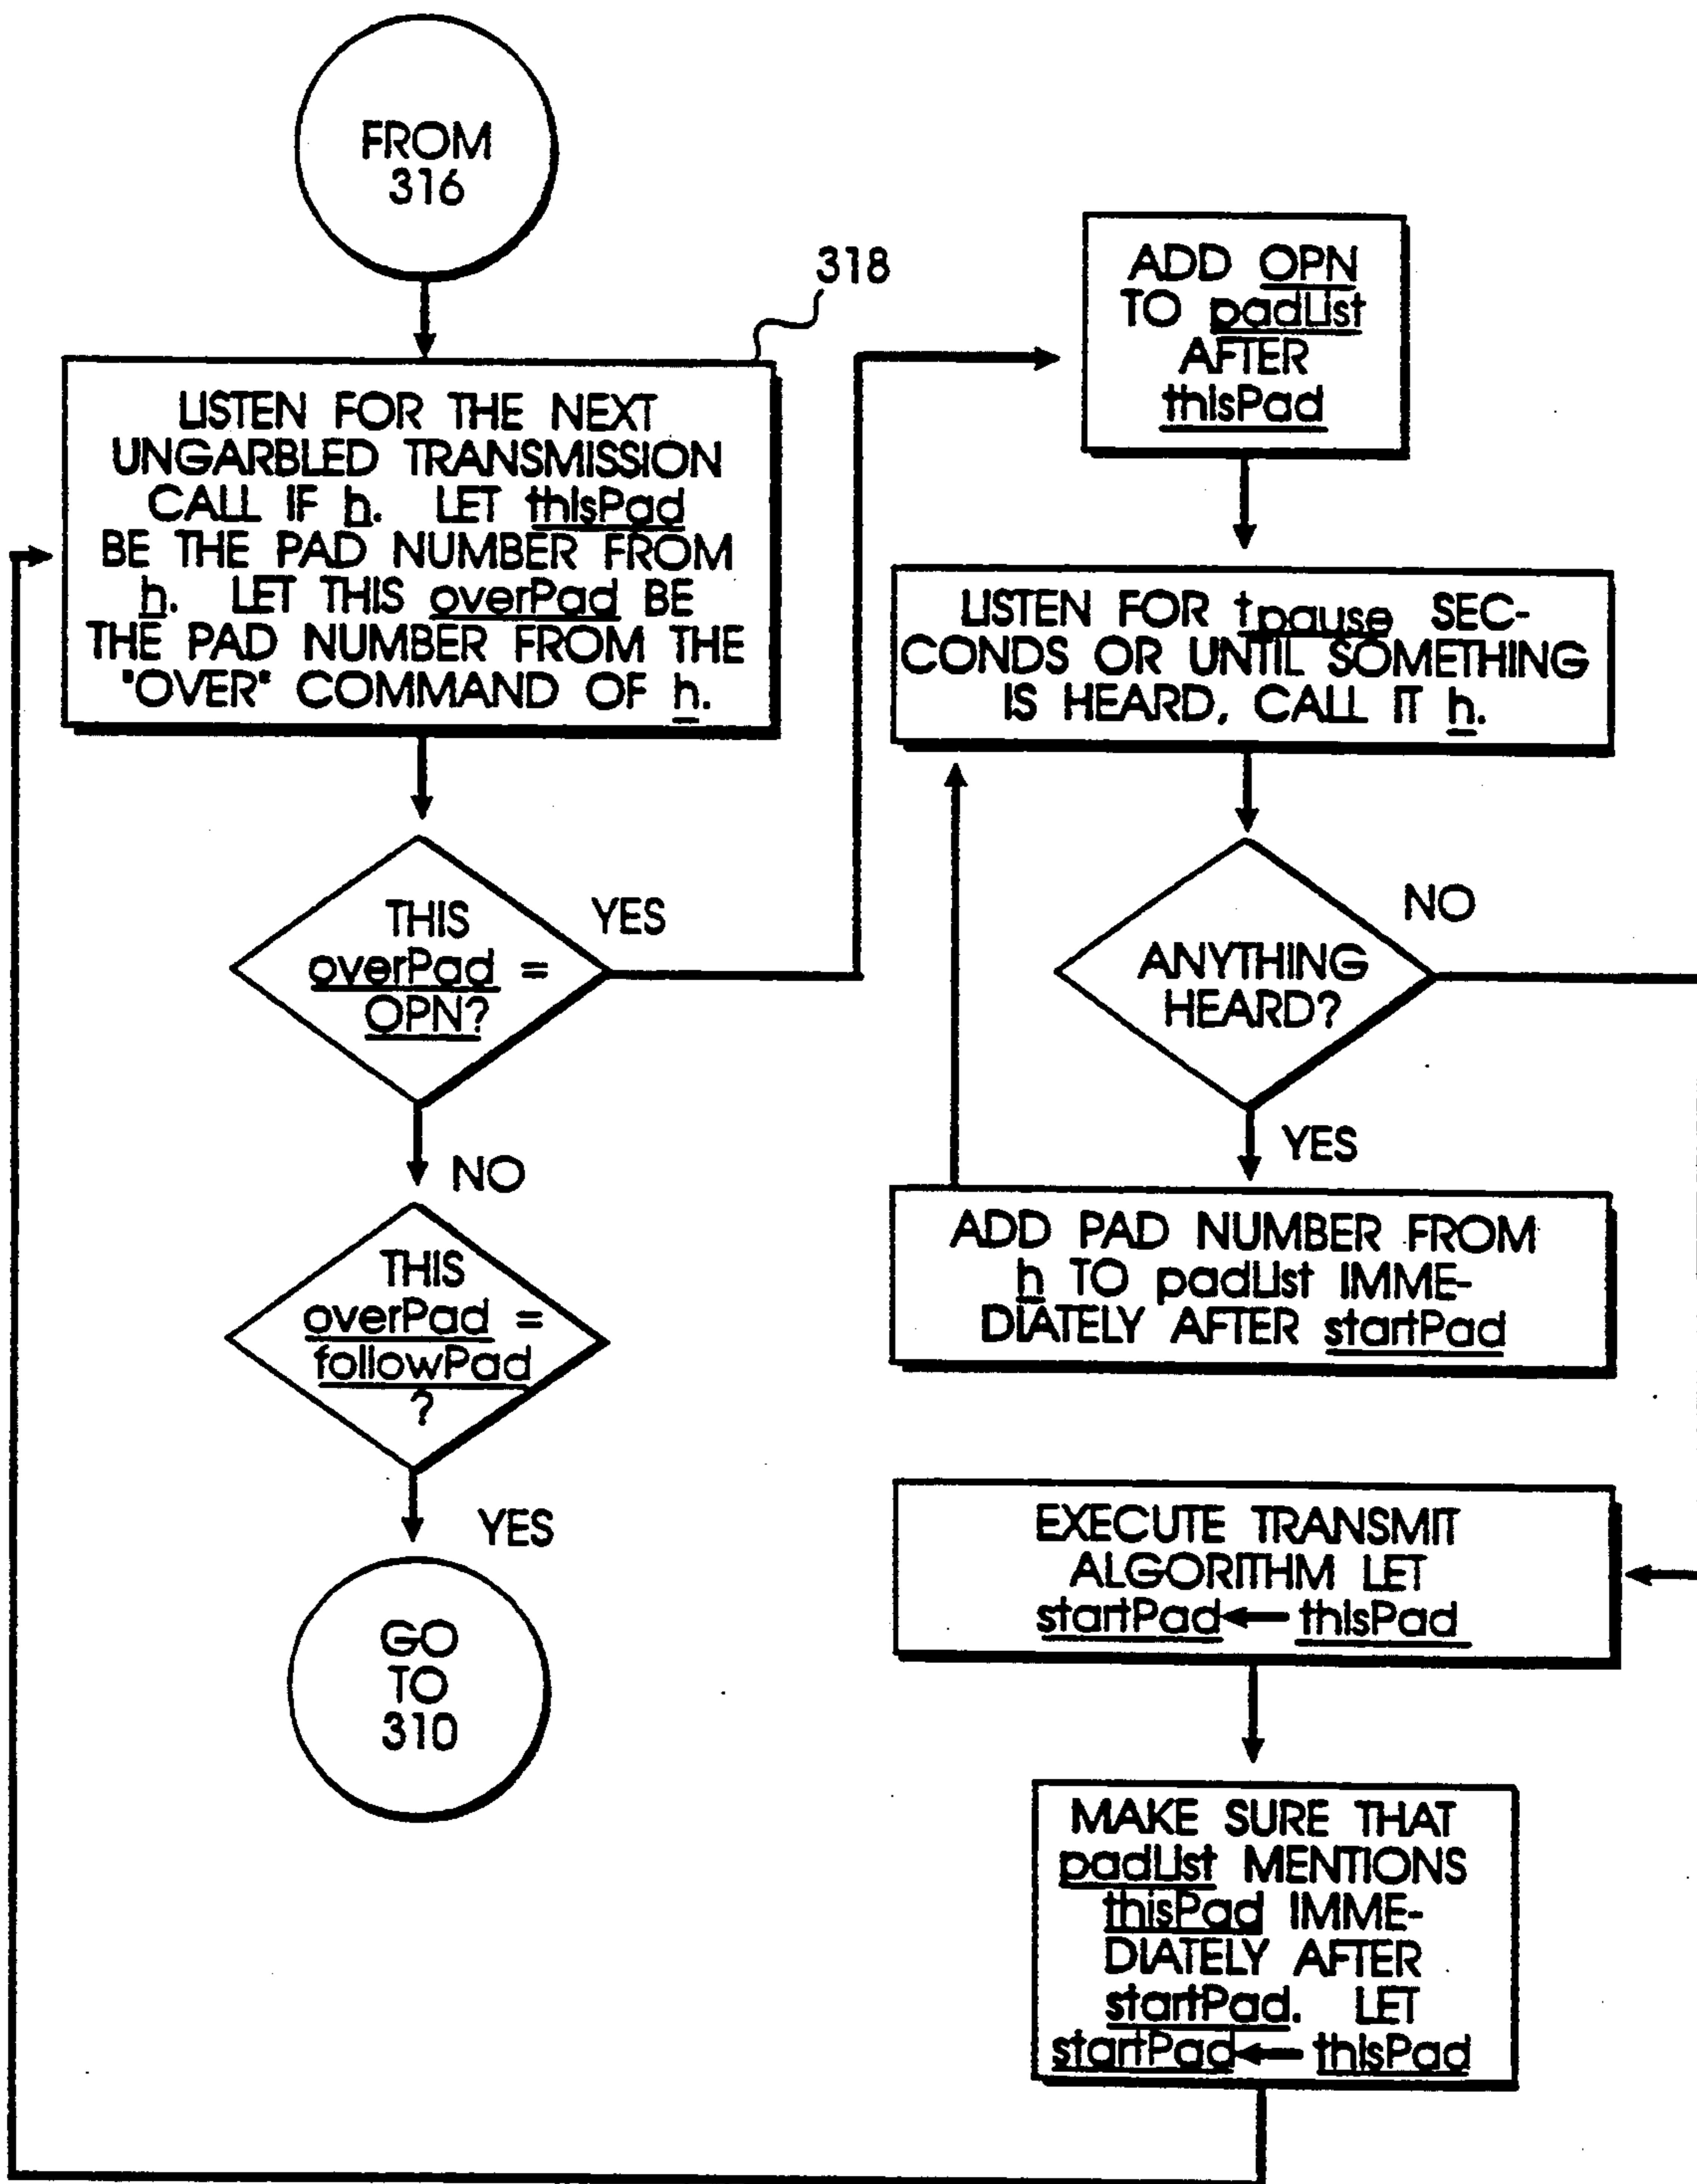 FROM
316
318
LISTEN FOR THE NEXT
UNGARBLED TRANSMISSION
CALL IF h. LET thisPad
BE THE PAD NUMBER FROM
h. LET THIS overPad BE
THE PAD NUMBER FROM THE
"OVER" COMMAND OF h.
THIS
overPad =
OPN?
YES
NO
THIS
overPad =
followPad
?
YES
GO
TO
310
ADD OPN
TO padList
AFTER
thisPad
LISTEN FOR tpause SEC-
CONDS OR UNTIL SOMETHING
IS HEARD, CALL IT h.
ANYTHING
HEARD?
NO
YES
ADD PAD NUMBER FROM
h TO padList IMME-
DIATELY AFTER startPad
EXECUTE TRANSMIT
ALGORITHM LET
startPad ← thisPad
MAKE SURE THAT
padList MENTIONS
thisPad IMME-
DIATELY AFTER
startPad. LET
startPad ← thisPad